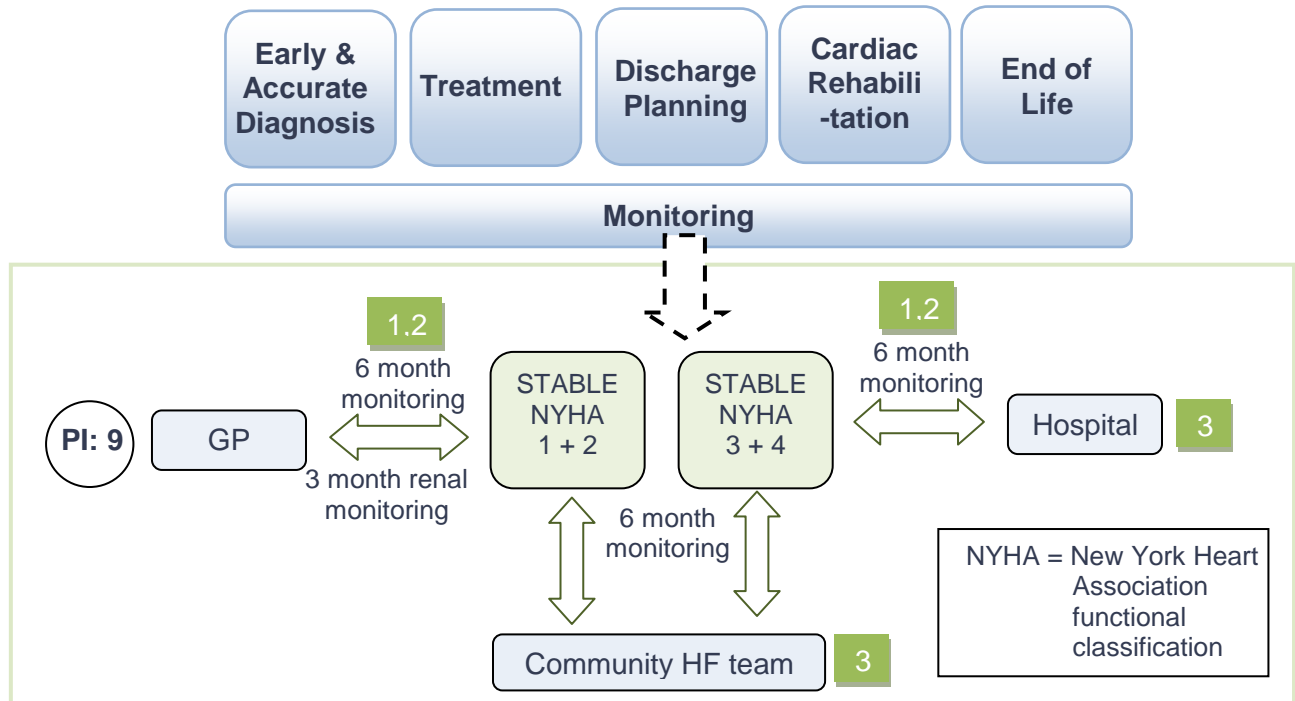 Early &
Accurate
Diagnosis
Treatment
Discharge
Planning
Cardiac
Rehabili
-tation
End of
Life
Monitoring
1,2
6 month
monitoring
3 month renal
monitoring
PI: 9
GP
STABLE
NYHA
1 + 2
STABLE
NYHA
3 + 4
1,2
6 month
monitoring
Hospital
3
6 month
monitoring
Community HF team
3
NYHA = New York Heart
Association
functional
classification